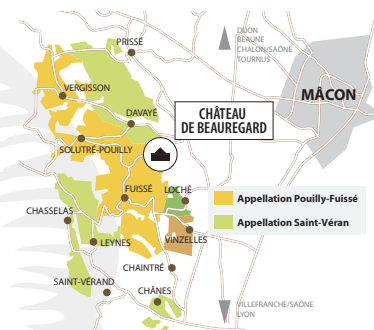 PRISSÉ
DIJON
BEAUNE
CHALON/SAÔNE
TOURNUS
VERGISSON
MÂCON
DAVAYÉ
CHÂTEAU
DE BEAUREGARD
SOLUTRÉ-POUILLY
FUISSÉ
LOCHÉ
Appellation Pouilly-Fuissé
CHASSELAS
Appellation Saint-Véran
LEYNES
VINZELLES
CHAINTRÉ
SAINT-VÉRAND
CHÂNES
VILLEFRANCHE/SAÔNE
LYON